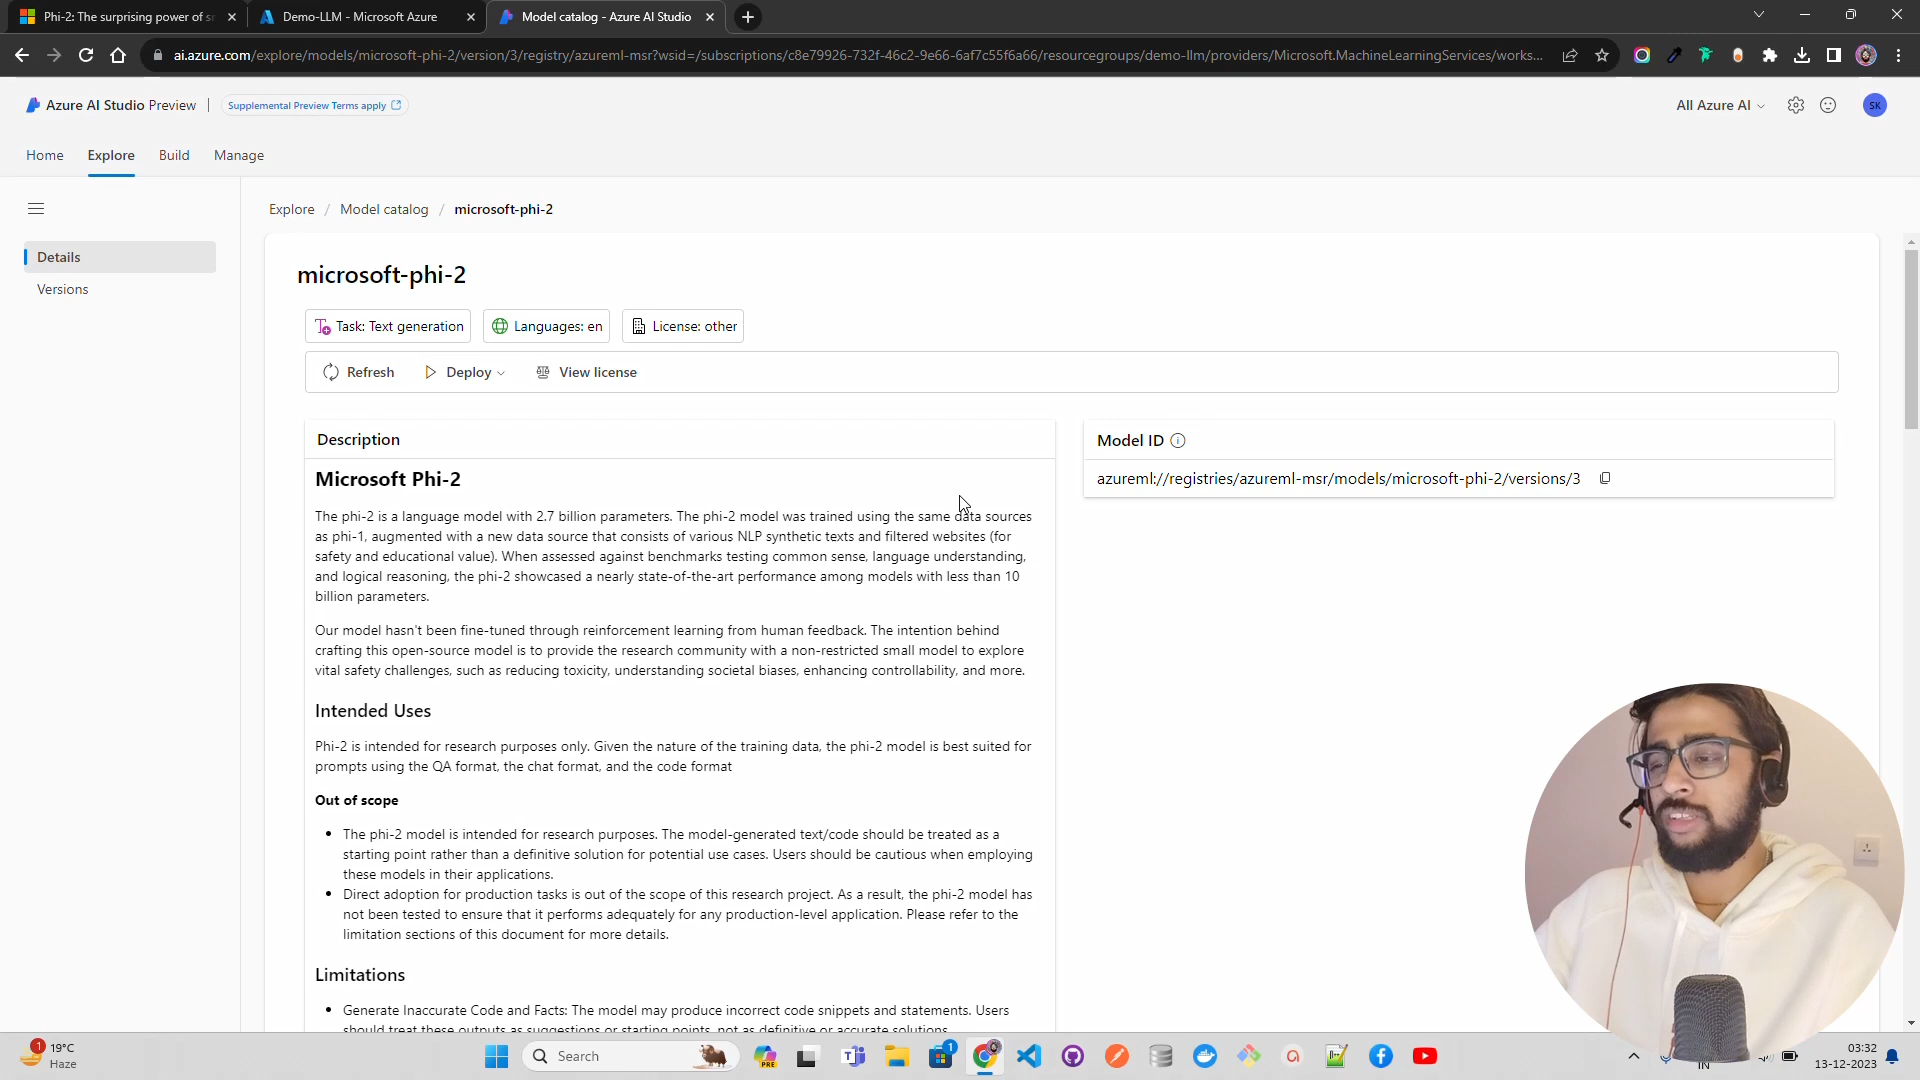 Phi-2: The surprising power of s
Demo-LLM - Microsoft Azure
Model catalog - Azure AI Studio
ai.azure.com/explore/models/microsoft-phi-2/version/3/registry/azureml-msr?wsid=/subscriptions/c8e79926-732f-46c2-9e66-6af7c55f6a66/resourcegroups/demo-llm/providers/Microsoft.MachineLearningServices/works...
Azure AI Studio Preview | Supplemental Preview Terms apply
All Azure AI
SK
Home Explore Build Manage
Details
Versions
Explore / Model catalog / microsoft-phi-2
microsoft-phi-2
Task: Text generation
Languages: en
License: other
Refresh
Deploy
View license
Description
Microsoft Phi-2
The phi-2 is a language model with 2.7 billion parameters. The phi-2 model was trained using the same data sources
as phi-1, augmented with a new data source that consists of various NLP synthetic texts and filtered websites (for
safety and educational value). When assessed against benchmarks testing common sense, language understanding,
and logical reasoning, the phi-2 showcased a nearly state-of-the-art performance among models with less than 10
billion parameters.
Our model hasn't been fine-tuned through reinforcement learning from human feedback. The intention behind
crafting this open-source model is to provide the research community with a non-restricted small model to explore
vital safety challenges, such as reducing toxicity, understanding societal biases, enhancing controllability, and more.
Intended Uses
Phi-2 is intended for research purposes only. Given the nature of the training data, the phi-2 model is best suited for
prompts using the QA format, the chat format, and the code format
Out of scope
• The phi-2 model is intended for research purposes. The model-generated text/code should be treated as a
starting point rather than a definitive solution for potential use cases. Users should be cautious when employing
these models in their applications.
• Direct adoption for production tasks is out of the scope of this research project. As a result, the phi-2 model has
not been tested to ensure that it performs adequately for any production-level application. Please refer to the
limitation sections of this document for more details.
Limitations
• Generate Inaccurate Code and Facts: The model may produce incorrect code snippets and statements. Users
should treat these outputs as suggestions or starting points, not as definitive or accurate solutions.
Model ID
azureml://registries/azureml-msr/models/microsoft-phi-2/versions/3
1
19°C
Haze
Search
PRE
1
IN
03:32
13-12-2023